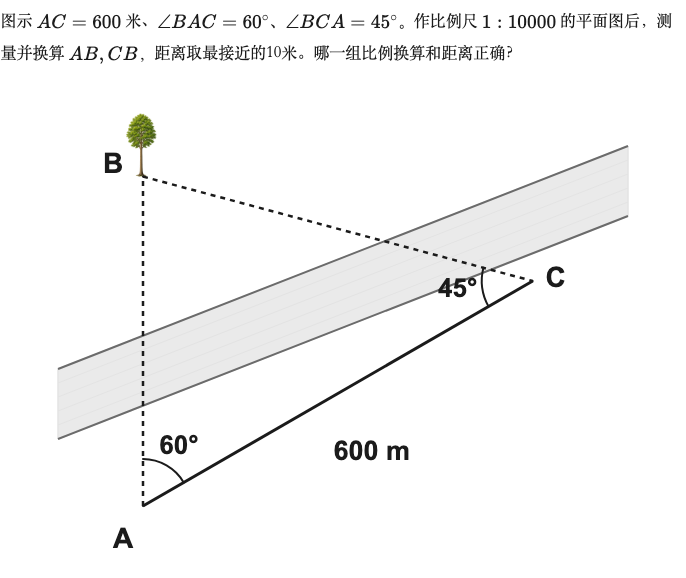 图示 AC = 600 米、∠BAC = 60°、∠BCA = 45°。作比例尺 1 : 10000 的平面图后，测
量并换算 AB, CB，距离取最接近的10米。哪一组比例换算和距离正确?
B
C
45°
60°
600 m
A